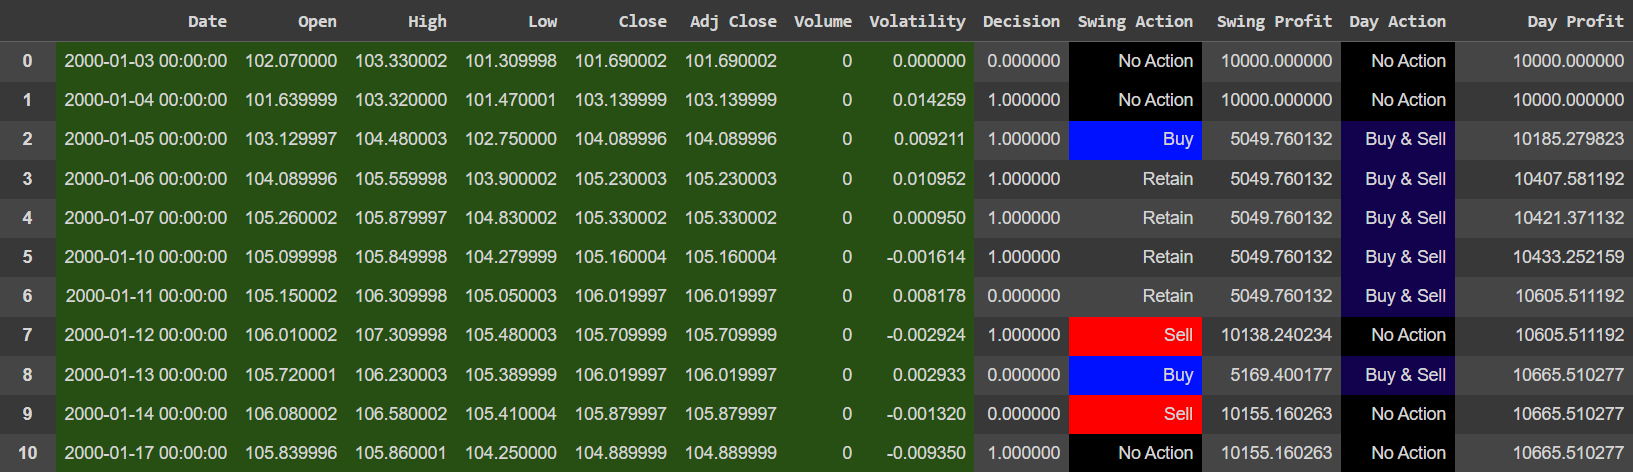 Date Open High Low Close Adj Close Volume Volatility Decision Swing Action Swing Profit Day Action Day Profit
0 2000-01-03 00:00:00 102.070000 103.330002 101.309998 101.690002 101.690002 0 0.000000 0.000000 No Action 10000.000000 No Action 10000.000000
1 2000-01-04 00:00:00 101.639999 103.320000 101.470001 103.139999 103.139999 0 0.014259 1.000000 No Action 10000.000000 No Action 10000.000000
2 2000-01-05 00:00:00 103.129997 104.480003 102.750000 104.089996 104.089996 0 0.009211 1.000000 Buy 5049.760132 Buy & Sell 10185.279823
3 2000-01-06 00:00:00 104.089996 105.559998 103.900002 105.230003 105.230003 0 0.010952 1.000000 Retain 5049.760132 Buy & Sell 10407.581192
4 2000-01-07 00:00:00 105.260002 105.879997 104.830002 105.330002 105.330002 0 0.000950 1.000000 Retain 5049.760132 Buy & Sell 10421.371132
5 2000-01-10 00:00:00 105.099998 105.849998 104.279999 105.160004 105.160004 0 -0.001614 1.000000 Retain 5049.760132 Buy & Sell 10433.252159
6 2000-01-11 00:00:00 105.150002 106.309998 105.050003 106.019997 106.019997 0 0.008178 0.000000 Retain 5049.760132 Buy & Sell 10605.511192
7 2000-01-12 00:00:00 106.010002 107.309998 105.480003 105.709999 105.709999 0 -0.002924 1.000000 Sell 10138.240234 No Action 10605.511192
8 2000-01-13 00:00:00 105.720001 106.230003 105.389999 106.019997 106.019997 0 0.002933 0.000000 Buy 5169.400177 Buy & Sell 10665.510277
9 2000-01-14 00:00:00 106.080002 106.580002 105.410004 105.879997 105.879997 0 -0.001320 0.000000 Sell 10155.160263 No Action 10665.510277
10 2000-01-17 00:00:00 105.839996 105.860001 104.250000 104.889999 104.889999 0 -0.009350 1.000000 No Action 10155.160263 No Action 10665.510277